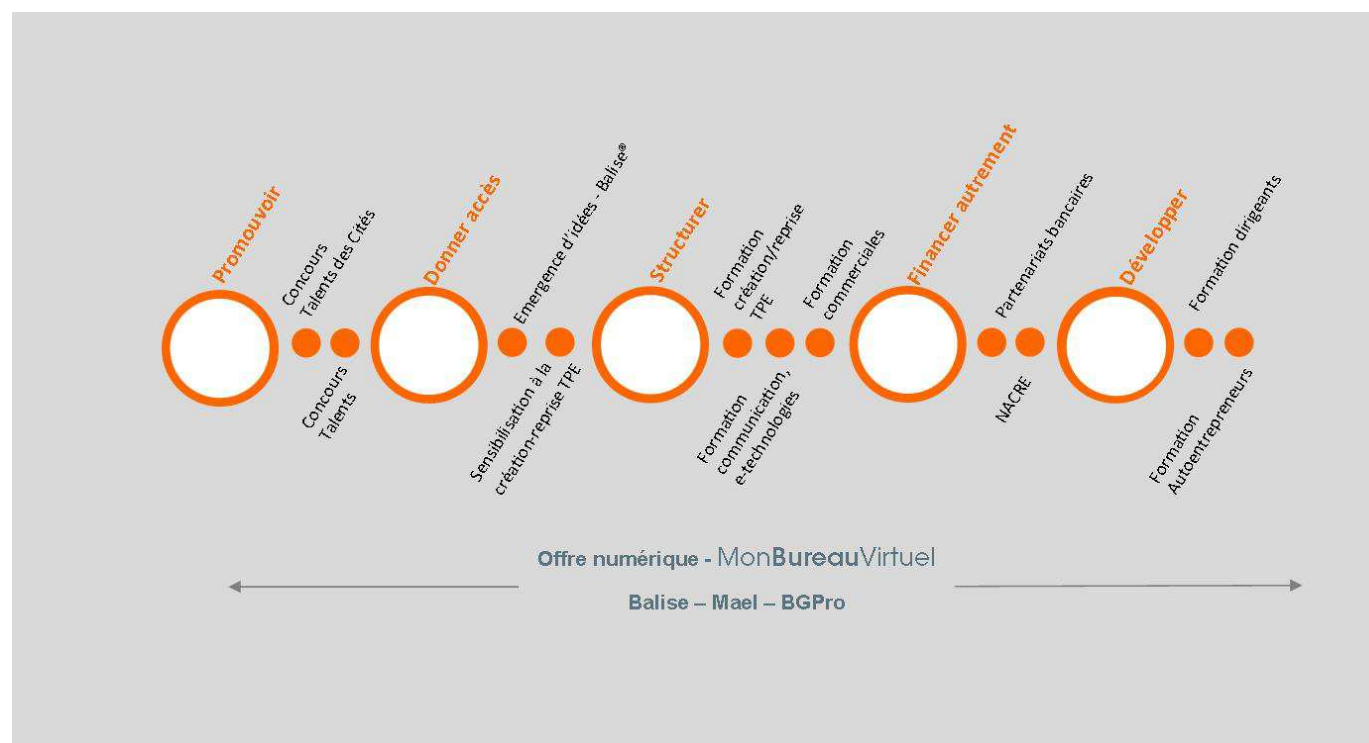 Promouvoir
Concours
Talents des Cités
Concours
Talents
Donner accès
Emergence d'idées - Balise®
Sensibilisation à la
création-reprise TPE
Structurer
Formation
création/reprise
TPE
Formation
communication,
e-technologies
Formation
commerciales
Financer autrement
Partenariats bancaires
NACRE
Développer
Formation dirigeants
Formation
Autoentrepreneurs
Offre numérique - MonBureauVirtuel
Balise – Mael – BGPro